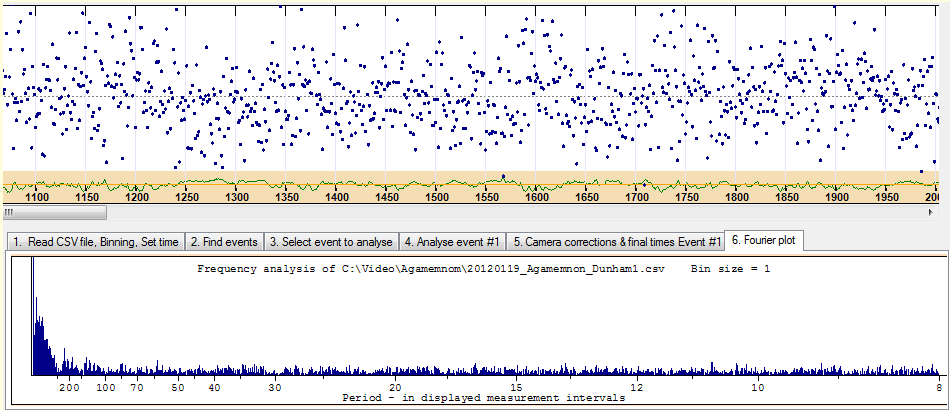 1100 1150 1200 1250 1300 1350 1400 1450 1500 1550 1600 1650 1700 1750 1800 1850 1900 1950 200
1. Read CSV file, Binning, Set time 2. Find events 3. Select event to analyse 4. Analyse event #1 5. Camera corrections & final times Event #1 6. Fourier plot
Frequency analysis of C:\Video\Agamemnom\20120119_Agamemnon_Dunham1.csv Bin size = 1
200 100 70 50 40 30 20 15 12 10 8
Period - in displayed measurement intervals